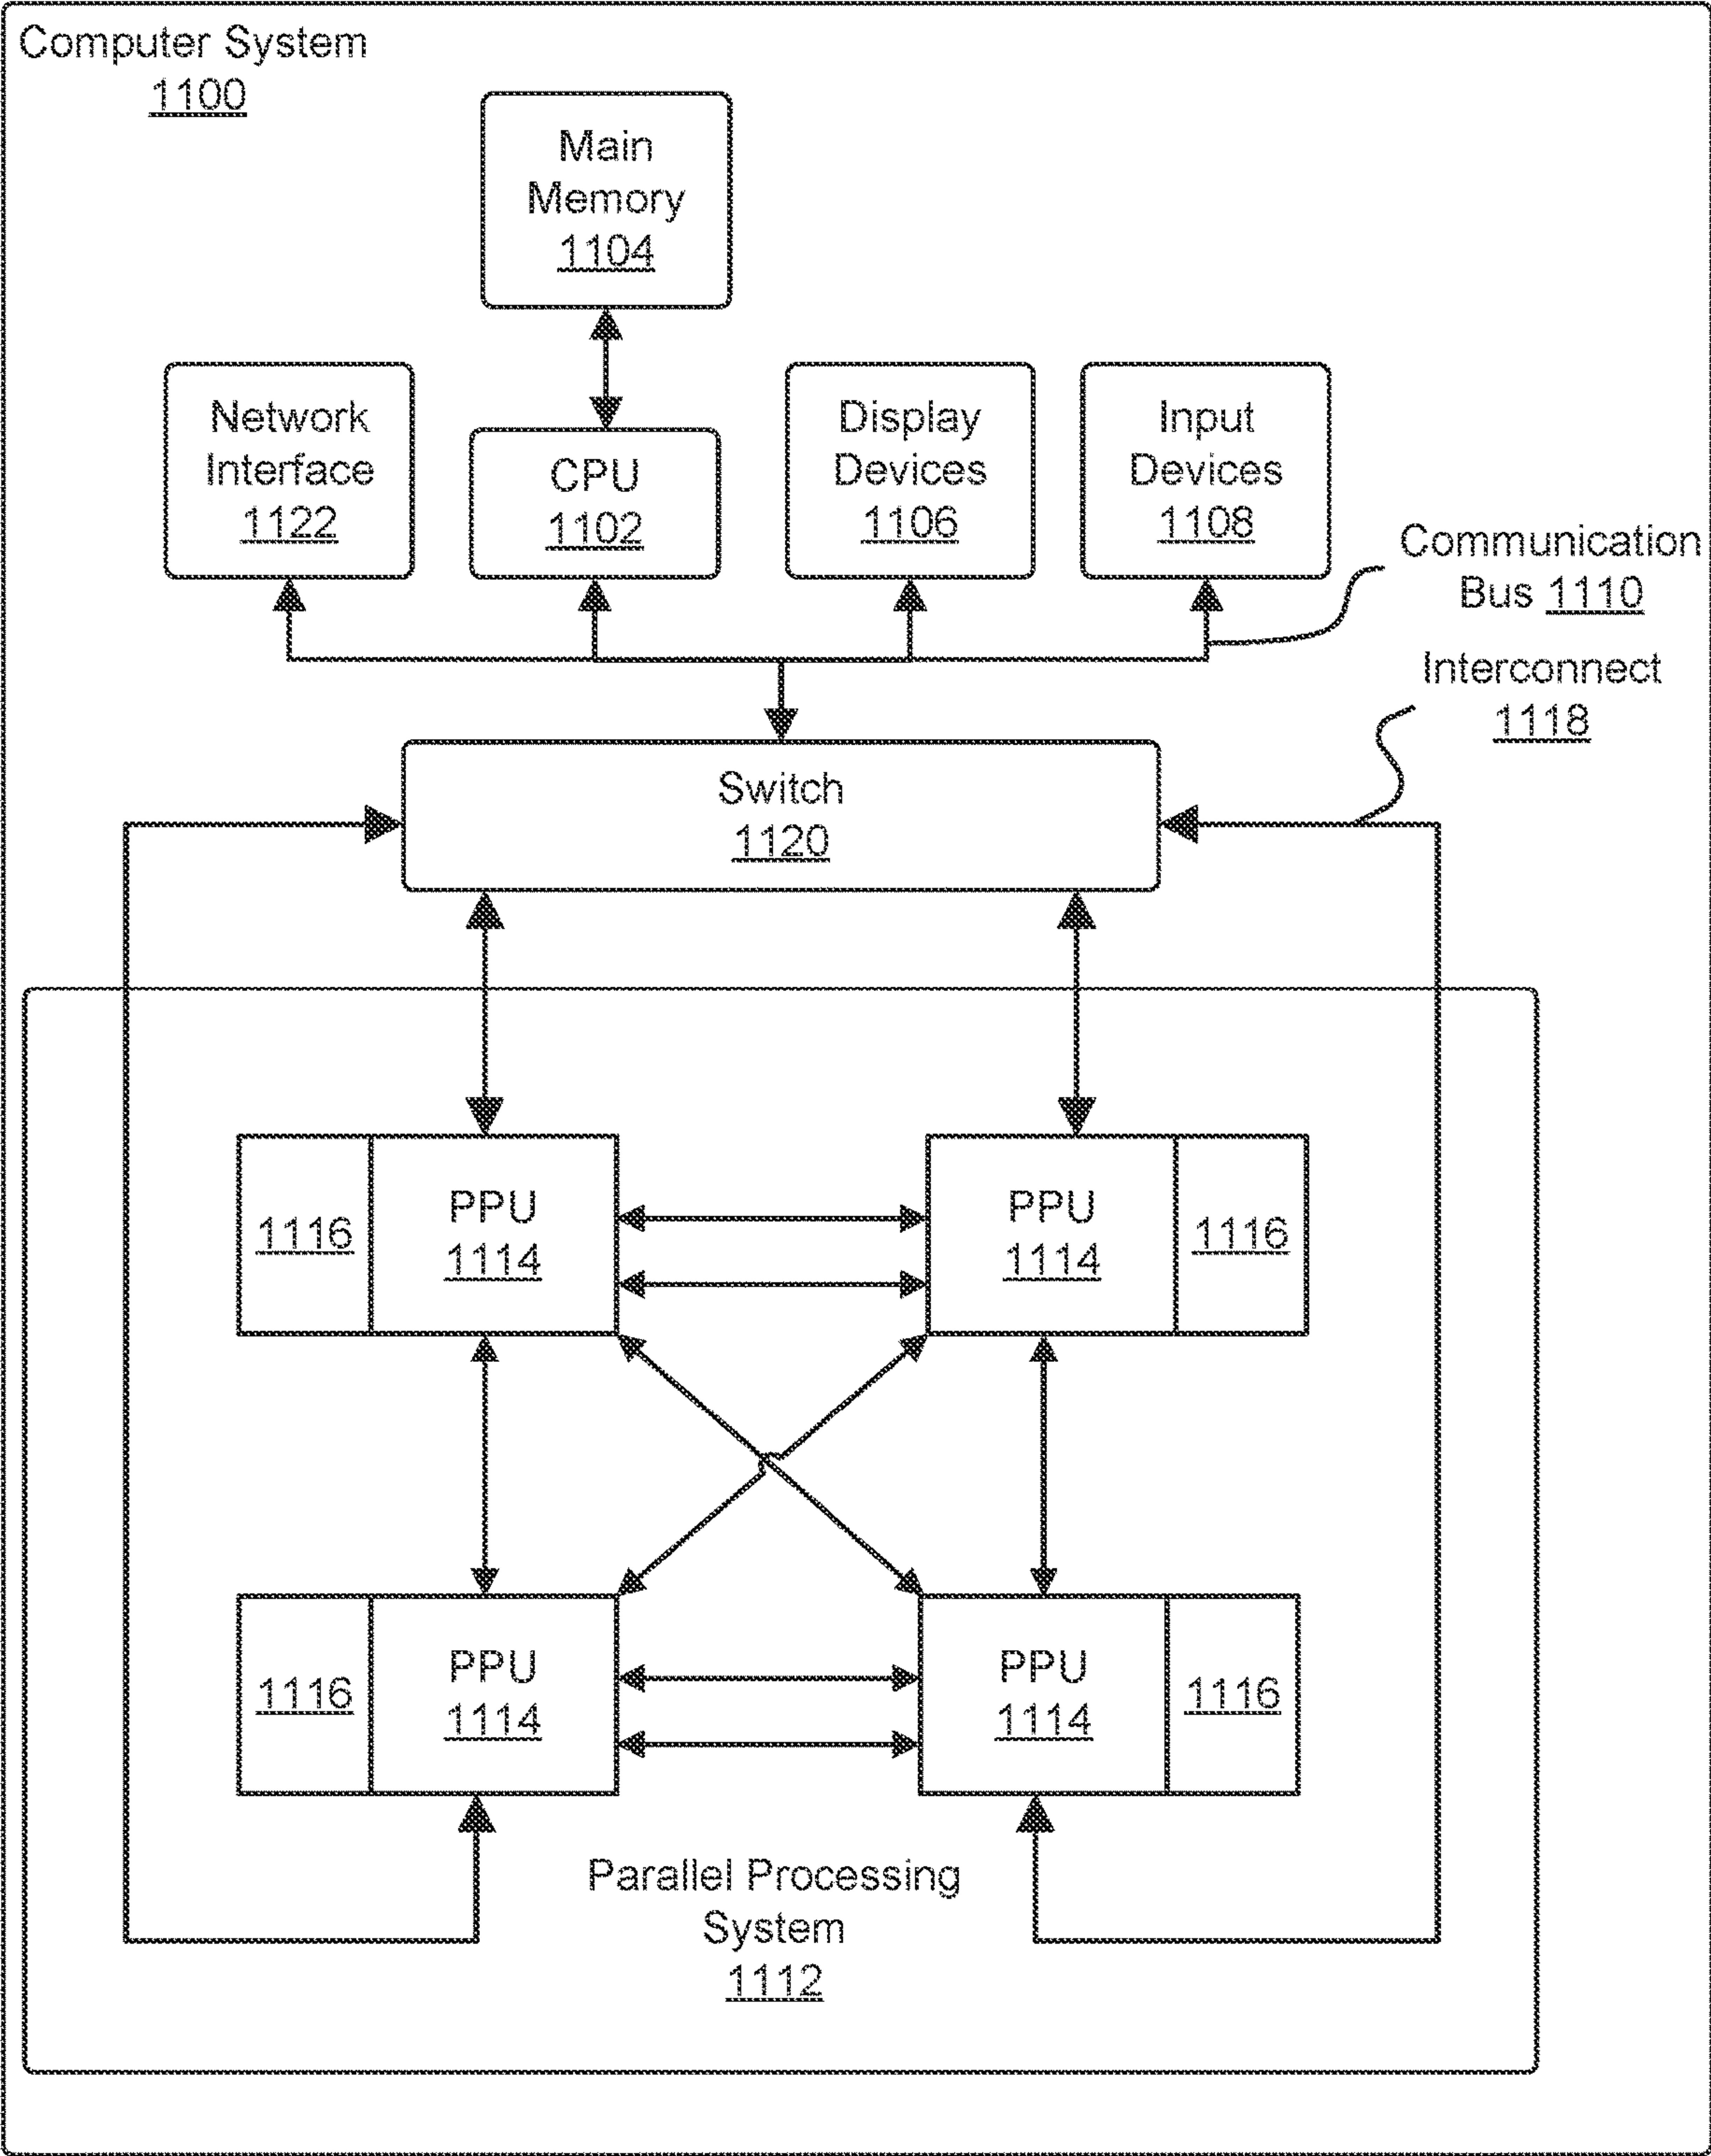 Computer System
1100
Main
Memory
1104
Network
Interface
1122
CPU
1102
Display
Devices
1106
Input
Devices
1108
Communication
Bus 1110
Interconnect
1118
Switch
1120
1116
PPU
1114
PPU
1114
1116
1116
PPU
1114
PPU
1114
1116
Parallel Processing
System
1112